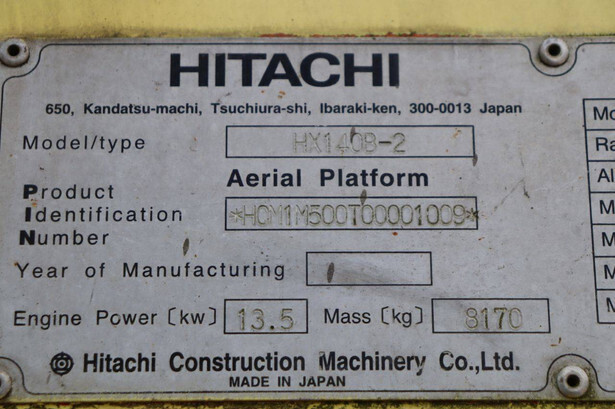 HITACHI
650, Kandatsu-machi, Tsuchiura-shi, Ibaraki-ken, 300-0013 Japan
Model/type HX140B-2
Aerial Platform
Product
Identification *HCM1M500T00001009*
Number
Year of Manufacturing
Engine Power [kw] 13.5 Mass [kg] 8170
Hitachi Construction Machinery Co.,Ltd.
MADE IN JAPAN
Ra
Al
M
M
M